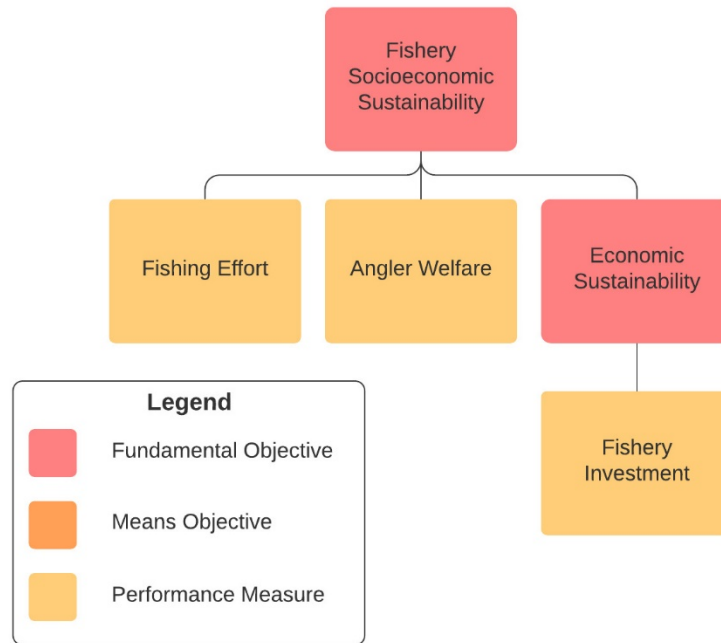 Fishery
Socioeconomic
Sustainability
Fishing Effort
Angler Welfare
Economic
Sustainability
Fishery
Investment
Legend
Fundamental Objective
Means Objective
Performance Measure